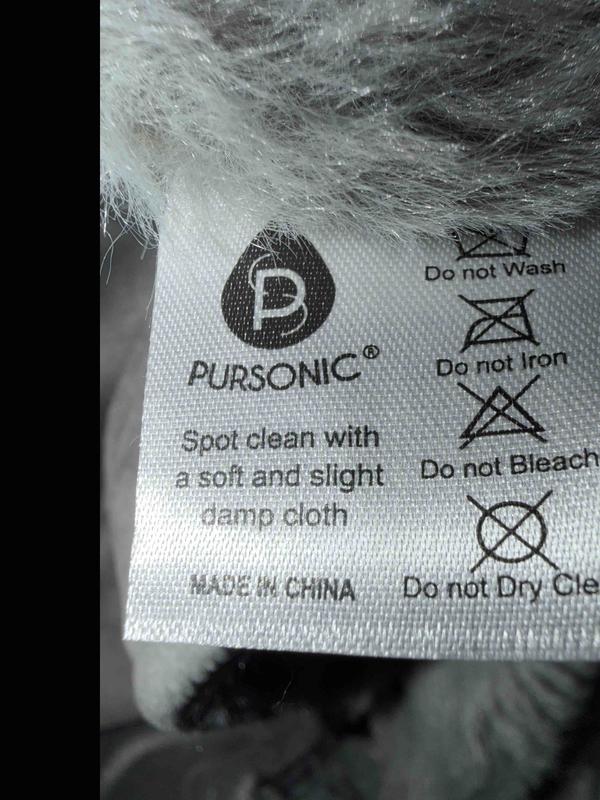 PB
PURSONIC®
Spot clean with
a soft and slight
damp cloth
MADE IN CHINA
Do not Wash
Do not Iron
Do not Bleach
Do not Dry Cle